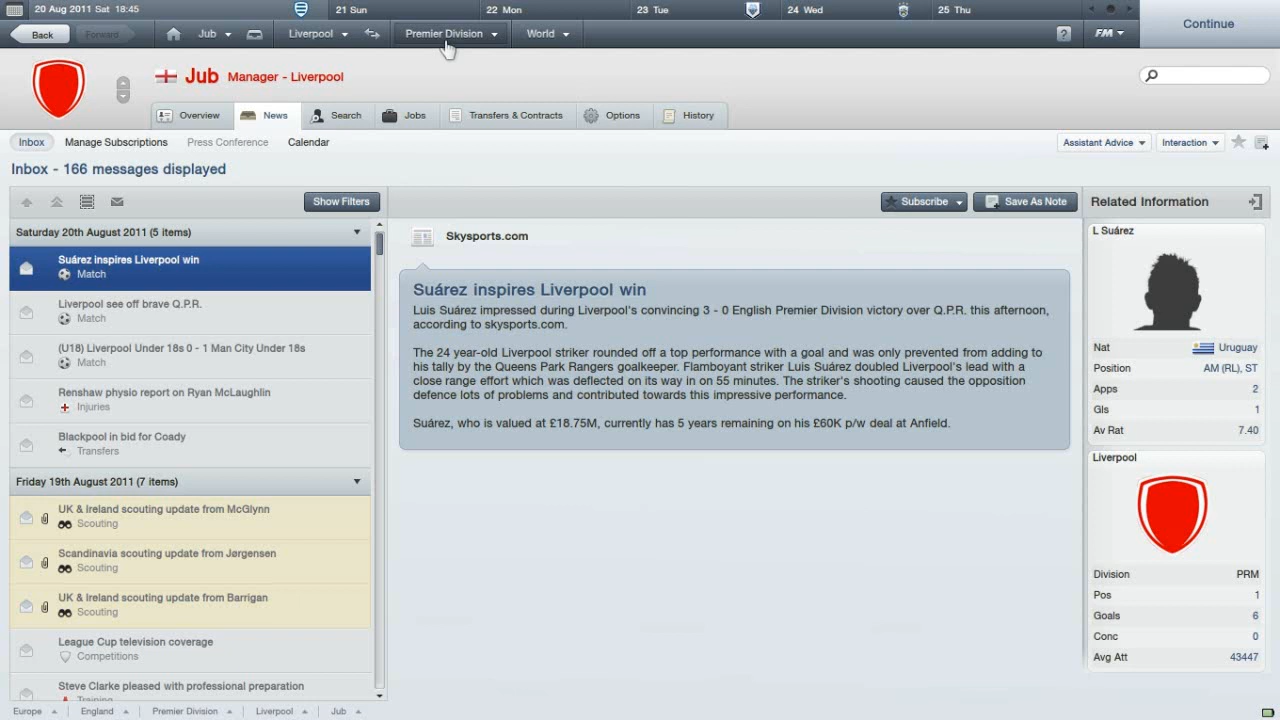 20 Aug 2011 Sat 18:45
21 Sun
22 Mon
23 Tue
24 Wed
25 Thu
Back
Forward
Jub
Liverpool
Premier Division
World
?
FM
Continue
Jub Manager - Liverpool
Overview
News
Search
Jobs
Transfers & Contracts
Options
History
Inbox
Manage Subscriptions
Press Conference
Calendar
Assistant Advice
Interaction
Inbox - 166 messages displayed
Show Filters
Subscribe
Save As Note
Related Information
Saturday 20th August 2011 (5 items)
Suárez inspires Liverpool win
Match
Liverpool see off brave Q.P.R.
Match
(U18) Liverpool Under 18s 0 - 1 Man City Under 18s
Match
Renshaw physio report on Ryan McLaughlin
Injuries
Blackpool in bid for Coady
Transfers
Friday 19th August 2011 (7 items)
UK & Ireland scouting update from McGlynn
Scouting
Scandinavia scouting update from Jørgensen
Scouting
UK & Ireland scouting update from Barrigan
Scouting
League Cup television coverage
Competitions
Steve Clarke pleased with professional preparation
Training
Skysports.com
Suárez inspires Liverpool win
Luis Suárez impressed during Liverpool's convincing 3 - 0 English Premier Division victory over Q.P.R. this afternoon,
according to skysports.com.
The 24 year-old Liverpool striker rounded off a top performance with a goal and was only prevented from adding to
his tally by the Queens Park Rangers goalkeeper. Flamboyant striker Luis Suárez doubled Liverpool's lead with a
close range effort which was deflected on its way in on 55 minutes. The striker's shooting caused the opposition
defence lots of problems and contributed towards this impressive performance.
Suárez, who is valued at £18.75M, currently has 5 years remaining on his £60K p/w deal at Anfield.
L Suárez
Nat Uruguay
Position AM (RL), ST
Apps 2
Gls 1
Av Rat 7.40
Liverpool
Division PRM
Pos 1
Goals 6
Conc 0
Avg Att 43447
Europe
England
Premier Division
Liverpool
Jub